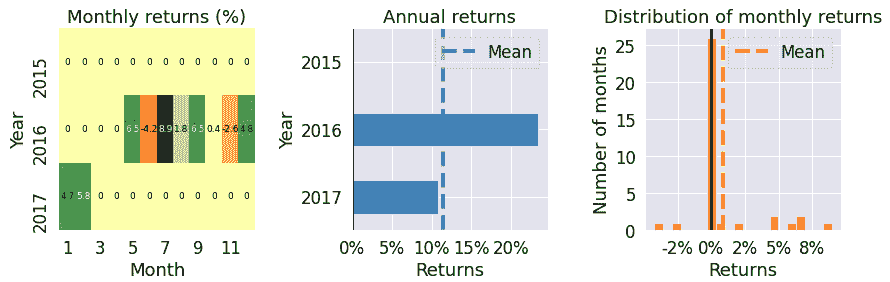 Monthly returns (%)
Year
2015
0 0 0 0 0 0 0 0 0 0 0 0
2016
0 0 0 0 6.5 -4.2 8.9 1.8 6.5 0.4 -2.6 4.8
2017
4.7 5.8 0 0 0 0 0 0 0 0 0 0
1 3 5 7 9 11
Month
Annual returns
Mean
Year
2015
2016
2017
0% 5% 10% 15% 20%
Returns
Distribution of monthly returns
Mean
Number of months
25
20
15
10
5
0
-2% 0% 2% 5% 8%
Returns